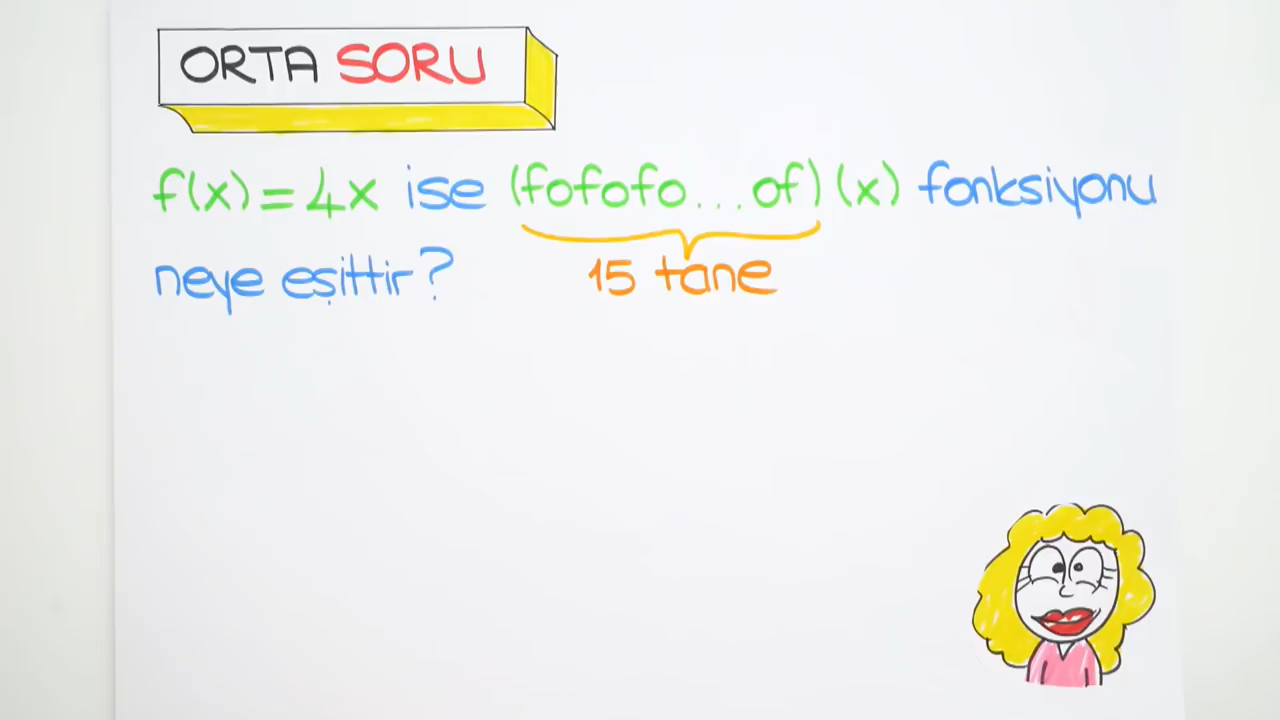 ORTA SORU
f(x) = 4x ise (fofofo...of) (x) fonksiyonu
neye eşittir? 15 tane